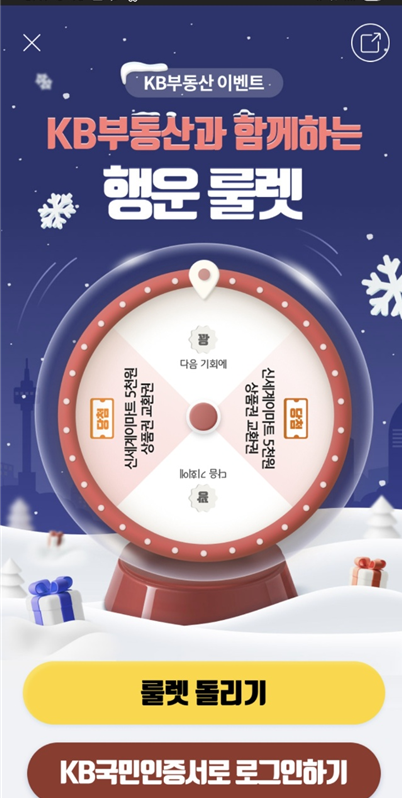 KB부동산 이벤트
KB부동산과 함께하는
행운 룰렛
꽝
다음 기회에
당첨
신세계이마트 5천원
상품권 교환권
당첨
신세계이마트 5천원
상품권 교환권
다음 기회에
꽝
룰렛 돌리기
KB국민인증서로 로그인하기